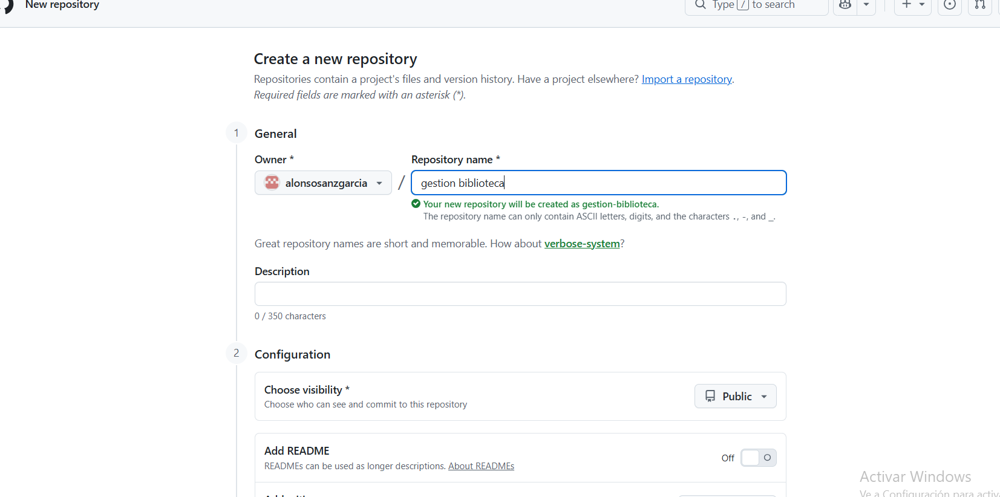 New repository
Type / to search
Create a new repository
Repositories contain a project's files and version history. Have a project elsewhere? Import a repository.
Required fields are marked with an asterisk (*).
1 General
Owner * Repository name *
alonsosanzgarcia / gestion biblioteca
Your new repository will be created as gestion-biblioteca.
The repository name can only contain ASCII letters, digits, and the characters ., -, and _.
Great repository names are short and memorable. How about verbose-system?
Description
0 / 350 characters
2 Configuration
Choose visibility *
Choose who can see and commit to this repository
Public
Add README
READMEs can be used as longer descriptions. About READMEs
Off
Activar Windows
Ve a Configuración para